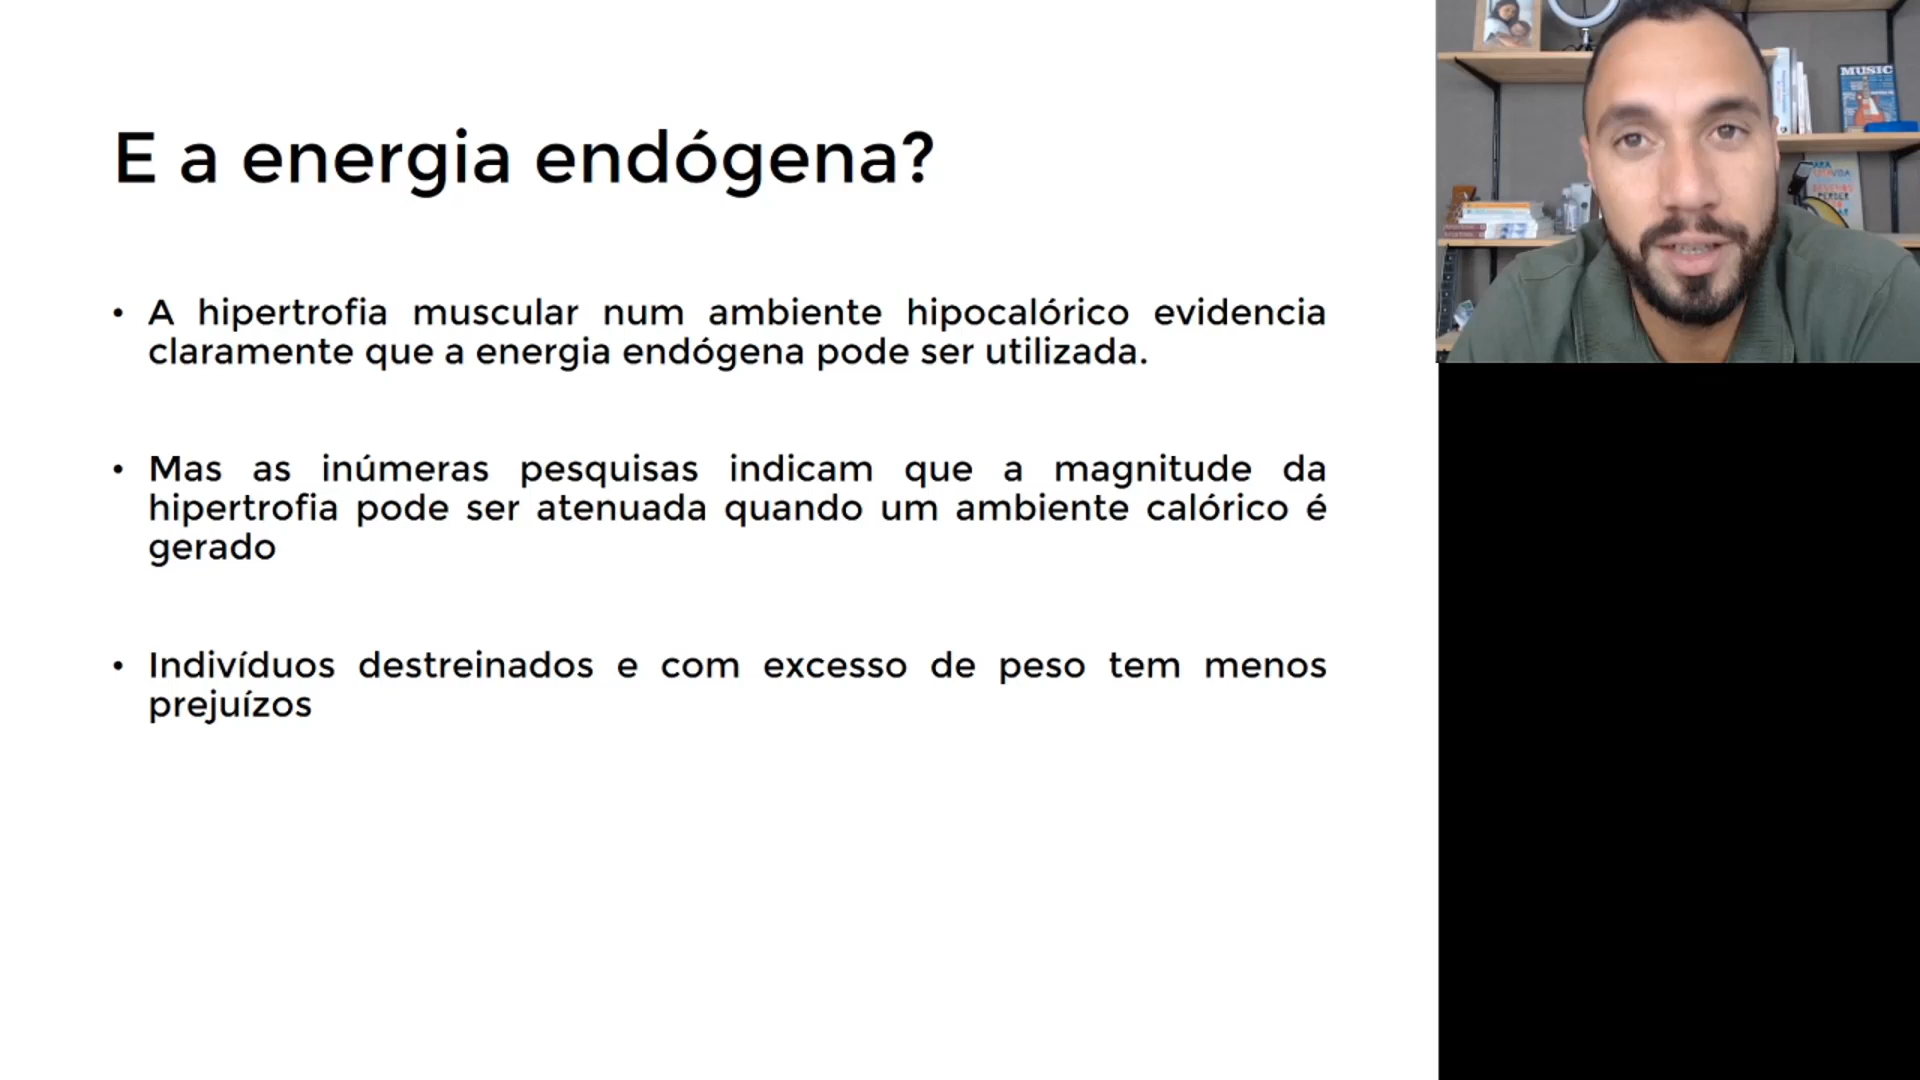 E a energia endógena?
• A hipertrofia muscular num ambiente hipocalórico evidencia
claramente que a energia endógena pode ser utilizada.
• Mas as inúmeras pesquisas indicam que a magnitude da
hipertrofia pode ser atenuada quando um ambiente calórico é
gerado
• Indivíduos destreinados e com excesso de peso tem menos
prejuízos
MUSIC